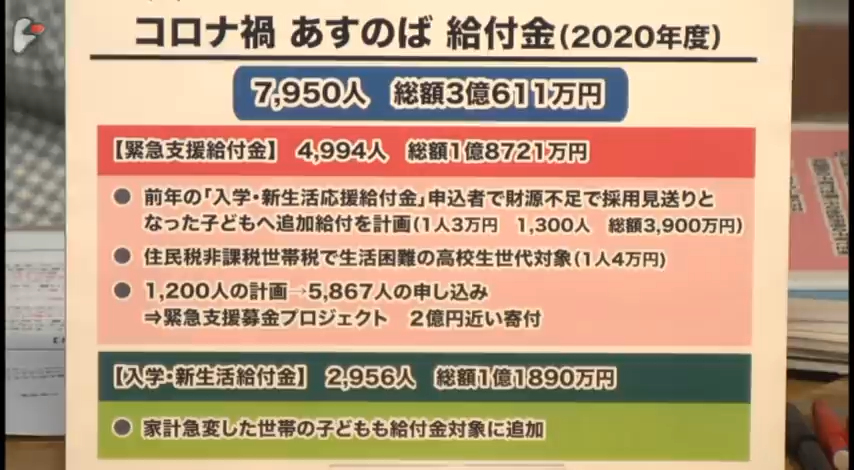 コロナ禍 あすのば 給付金(2020年度)
7,950人 総額3億611万円
【緊急支援給付金】 4,994人 総額1億8721万円
● 前年の「入学・新生活応援給付金」申込者で財源不足で採用見送りと
なった子どもへ追加給付を計画(1人3万円 1,300人 総額3,900万円)
● 住民税非課税世帯税で生活困難の高校生世代対象(1人4万円)
● 1,200人の計画→5,867人の申し込み
⇒緊急支援募金プロジェクト 2億円近い寄付
【入学・新生活給付金】 2,956人 総額1億1890万円
● 家計急変した世帯の子どもも給付金対象に追加